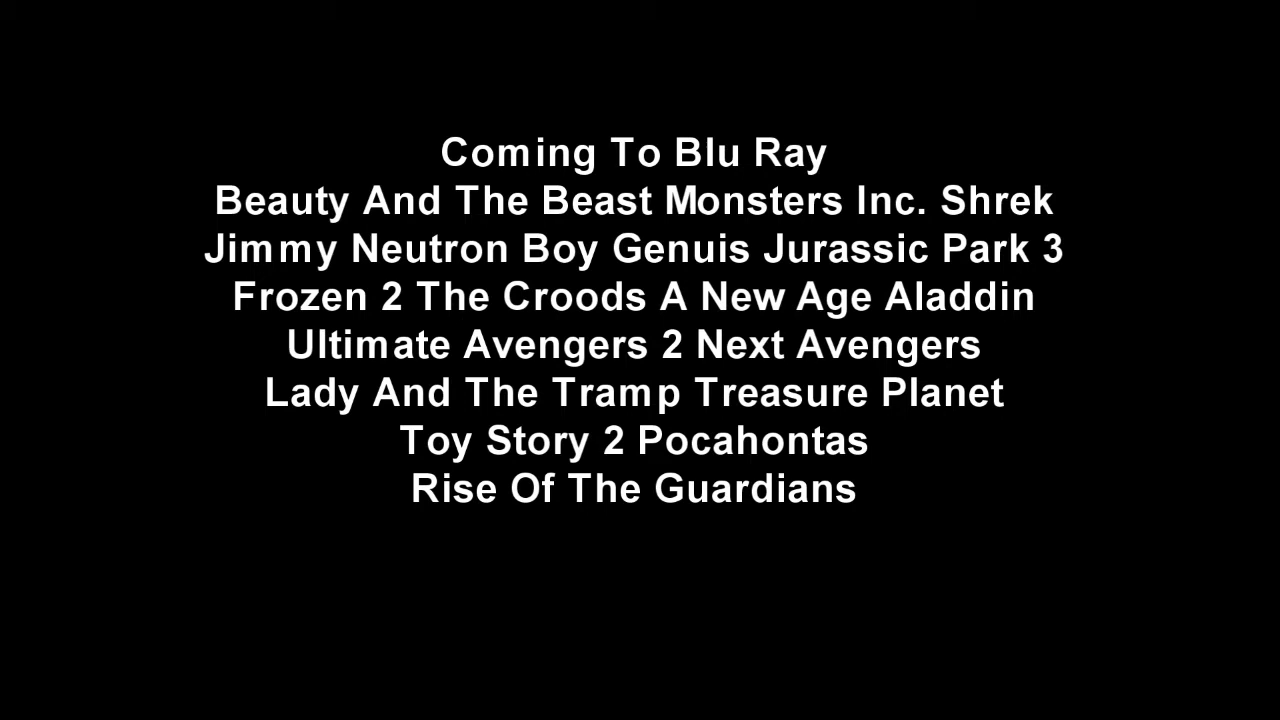 Coming To Blu Ray
Beauty And The Beast Monsters Inc. Shrek
Jimmy Neutron Boy Genuis Jurassic Park 3
Frozen 2 The Croods A New Age Aladdin
Ultimate Avengers 2 Next Avengers
Lady And The Tramp Treasure Planet
Toy Story 2 Pocahontas
Rise Of The Guardians